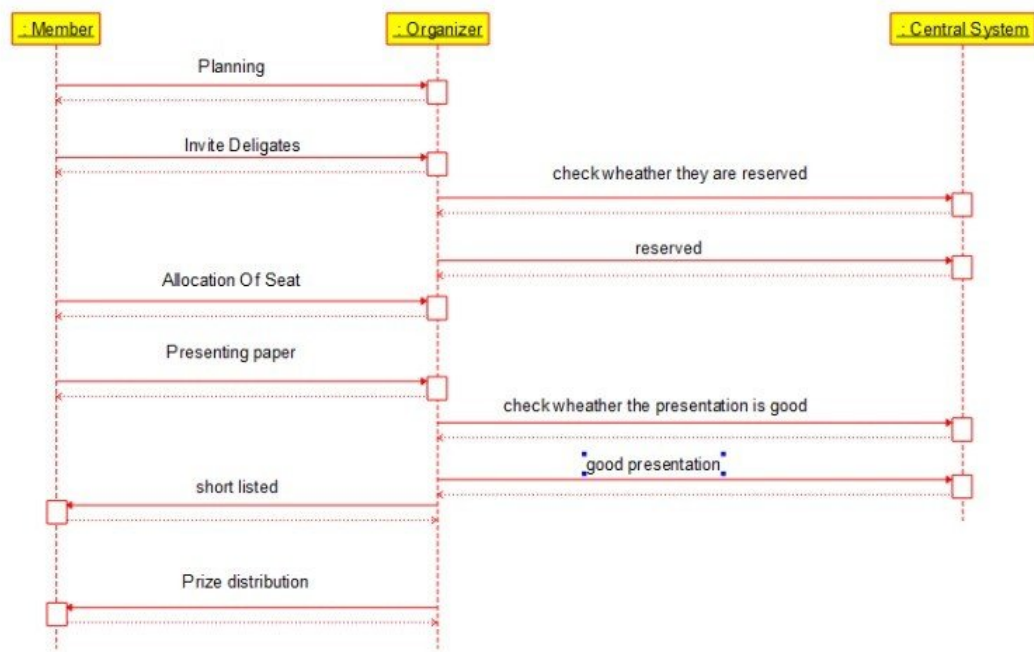 : Member
: Organizer
: Central System
Planning
Invite Deligates
check wheather they are reserved
reserved
Allocation Of Seat
Presenting paper
check wheather the presentation is good
good presentation
short listed
Prize distribution